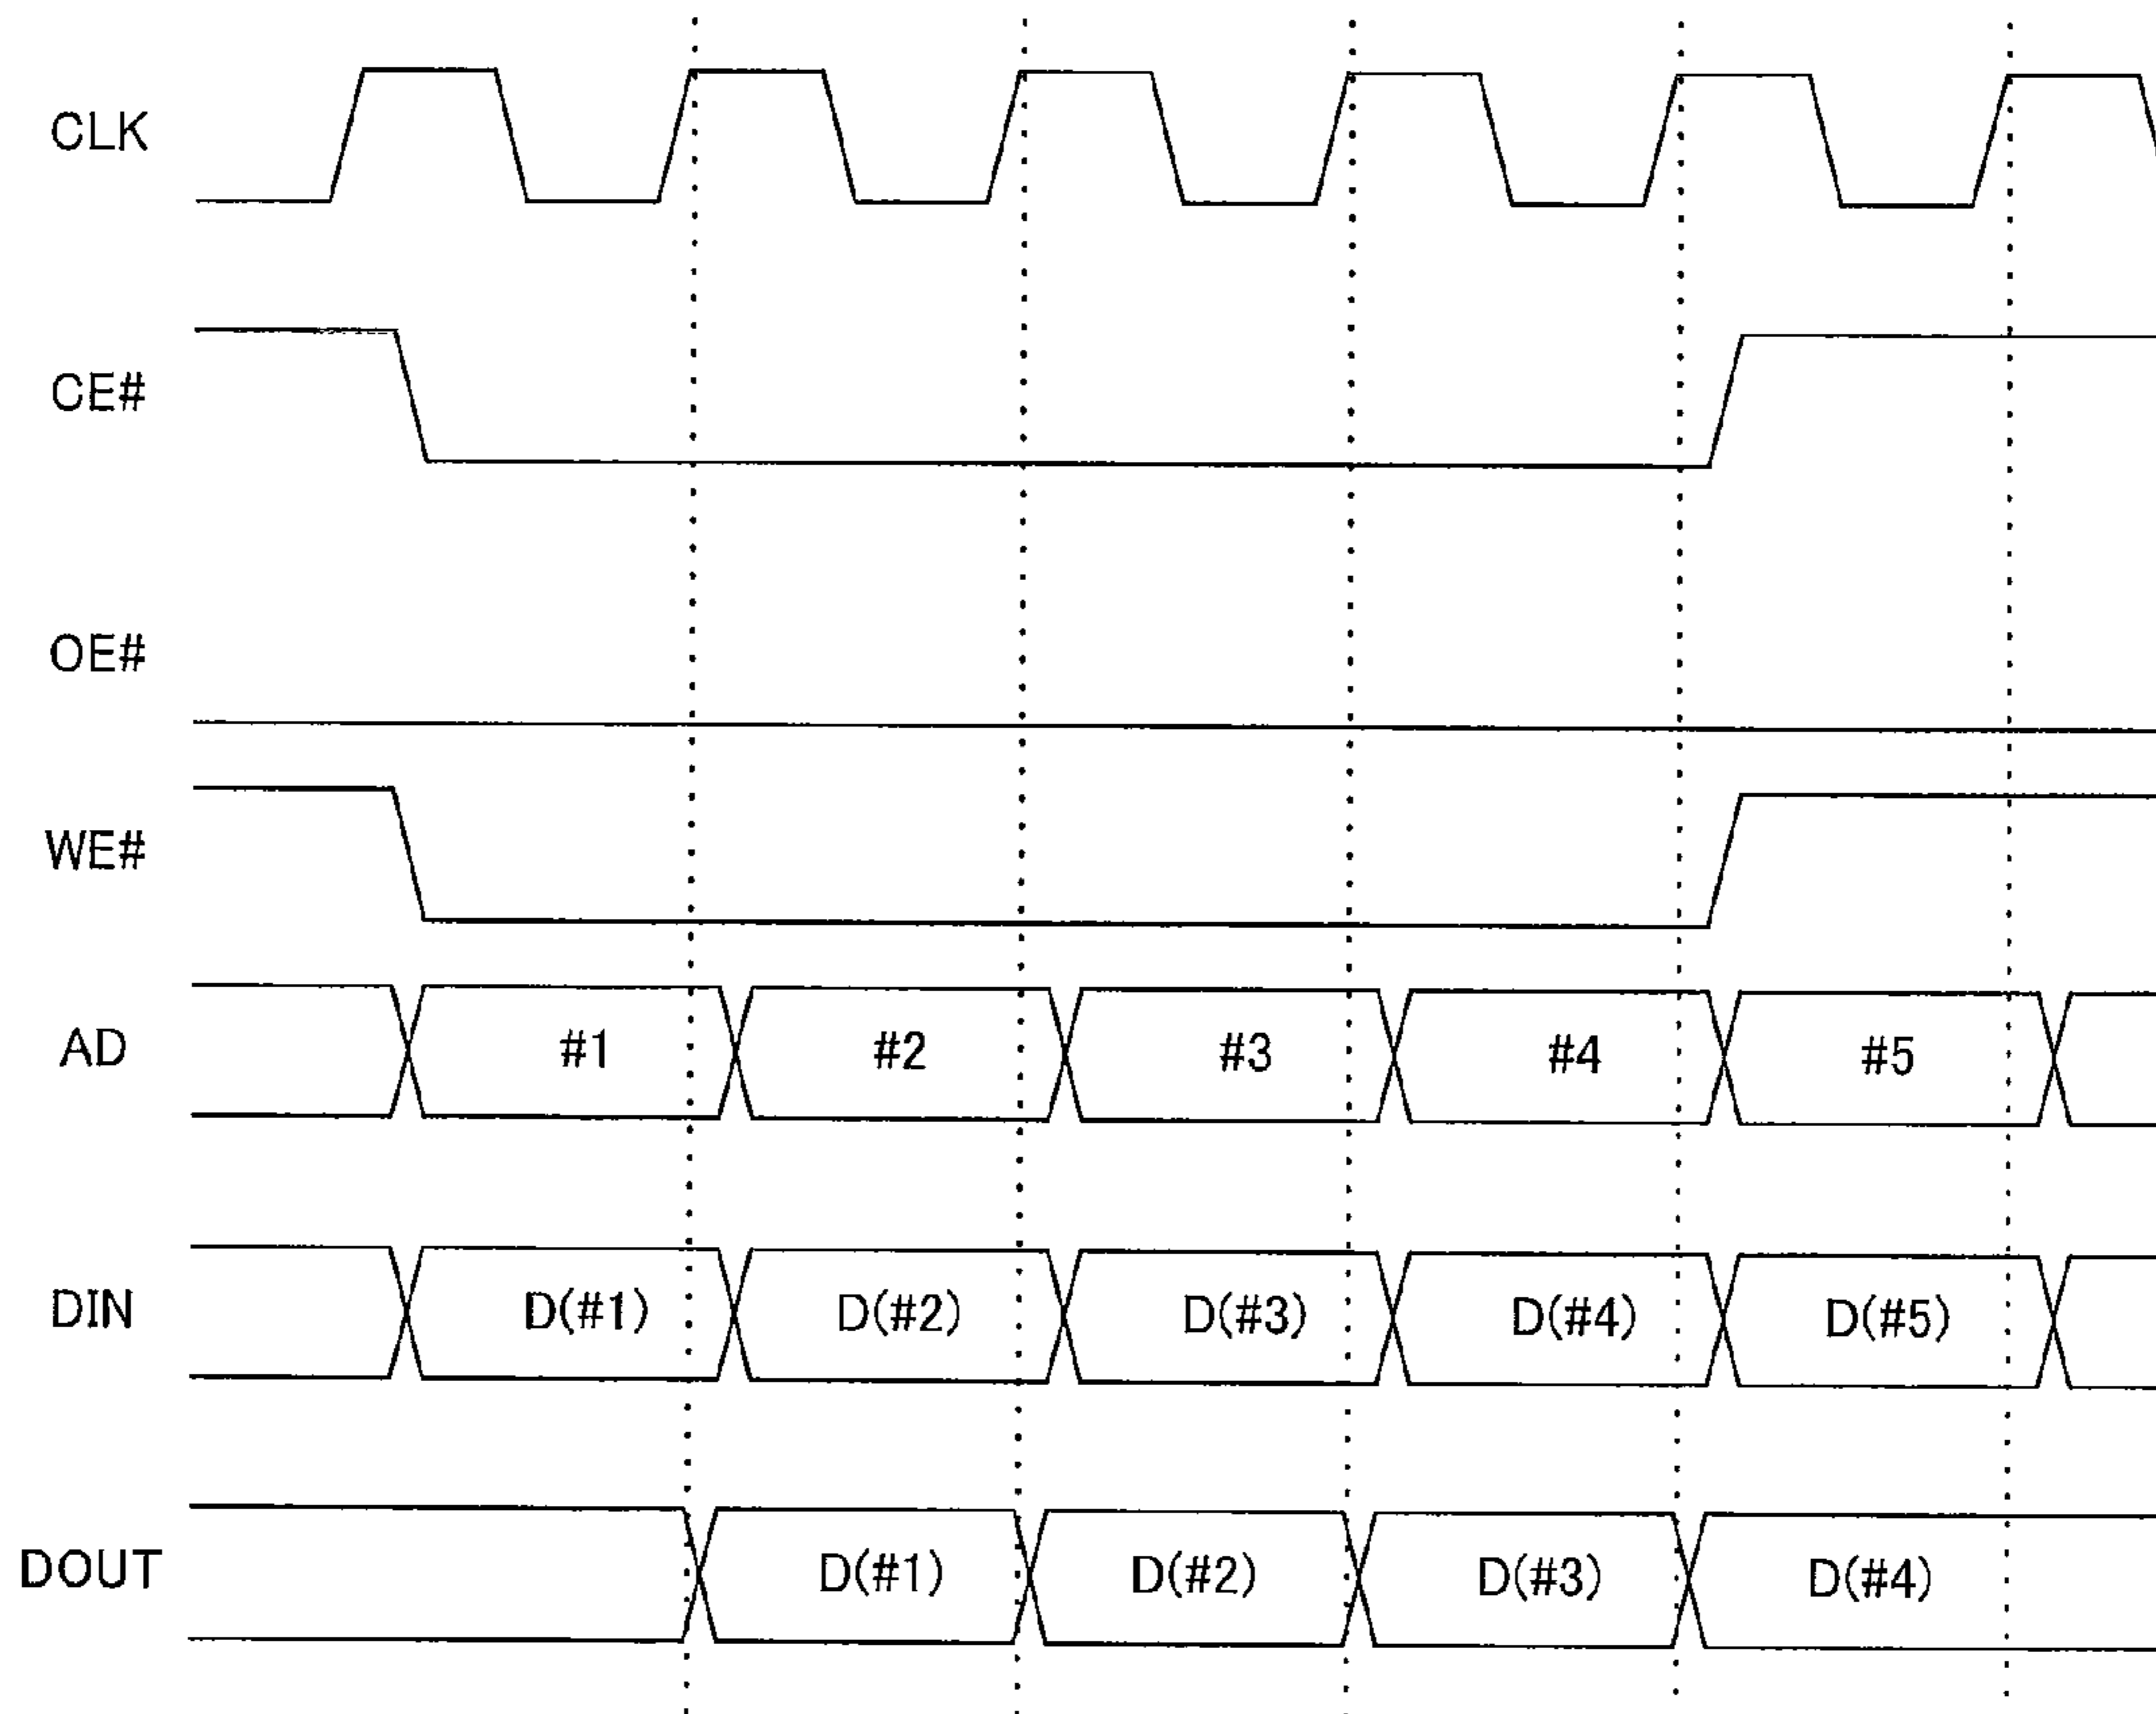 CLK
CE#
OE#
WE#
AD #1 #2 #3 #4 #5
DIN D(#1) D(#2) D(#3) D(#4) D(#5)
DOUT D(#1) D(#2) D(#3) D(#4)